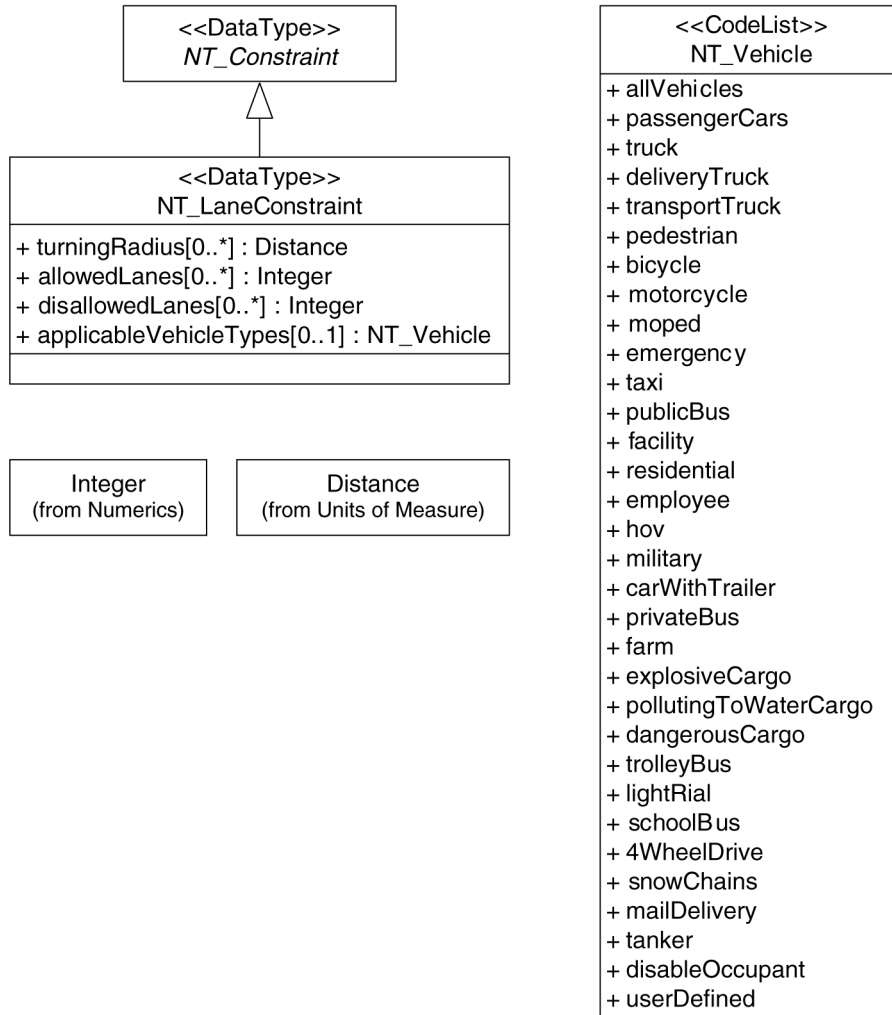 <<DataType>>
NT_Constraint
<<DataType>>
NT_LaneConstraint
+ turningRadius[0..*] : Distance
+ allowedLanes[0..*] : Integer
+ disallowedLanes[0..*] : Integer
+ applicableVehicleTypes[0..1] : NT_Vehicle
Integer
(from Numerics)
Distance
(from Units of Measure)
<<CodeList>>
NT_Vehicle
+ allVehicles
+ passengerCars
+ truck
+ deliveryTruck
+ transportTruck
+ pedestrian
+ bicycle
+ motorcycle
+ moped
+ emergency
+ taxi
+ publicBus
+ facility
+ residential
+ employee
+ hov
+ military
+ carWithTrailer
+ privateBus
+ farm
+ explosiveCargo
+ pollutingToWaterCargo
+ dangerousCargo
+ trolleyBus
+ lightRial
+ schoolBus
+ 4WheelDrive
+ snowChains
+ mailDelivery
+ tanker
+ disableOccupant
+ userDefined